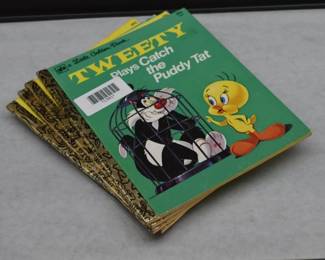 a Little Golden Book
TWEETY
Plays Catch
the
Puddy Tat